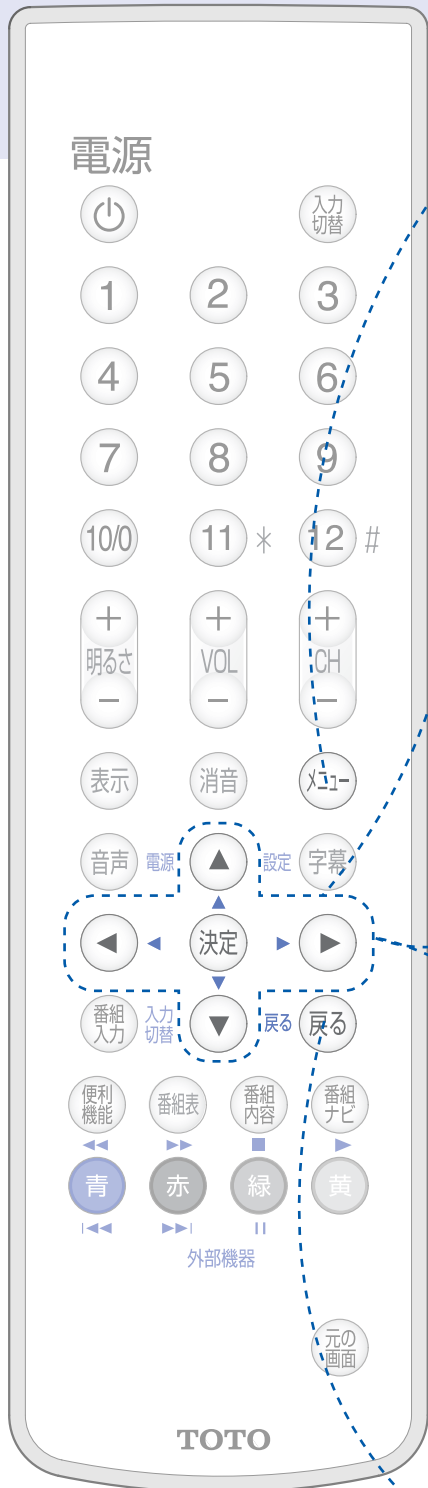 電源
入力
切替
1 2 3
4 5 6
7 8 9
10/0 11 * 12 #
+ + +
明るさ VOL CH
− − −
表示 消音 メニュー
音声 電源 ▲ 設定 字幕
▲
◀ ◀ 決定 ▶ ▶
▼
番組
入力
入力
切替
▼ 戻る 戻る
便利
機能
番組表
番組
内容
番組
ナビ
◀◀ ▶▶ ■ ▶
青 赤 緑 黄
I◀◀ ▶▶I II
外部機器
元の
画面
TOTO